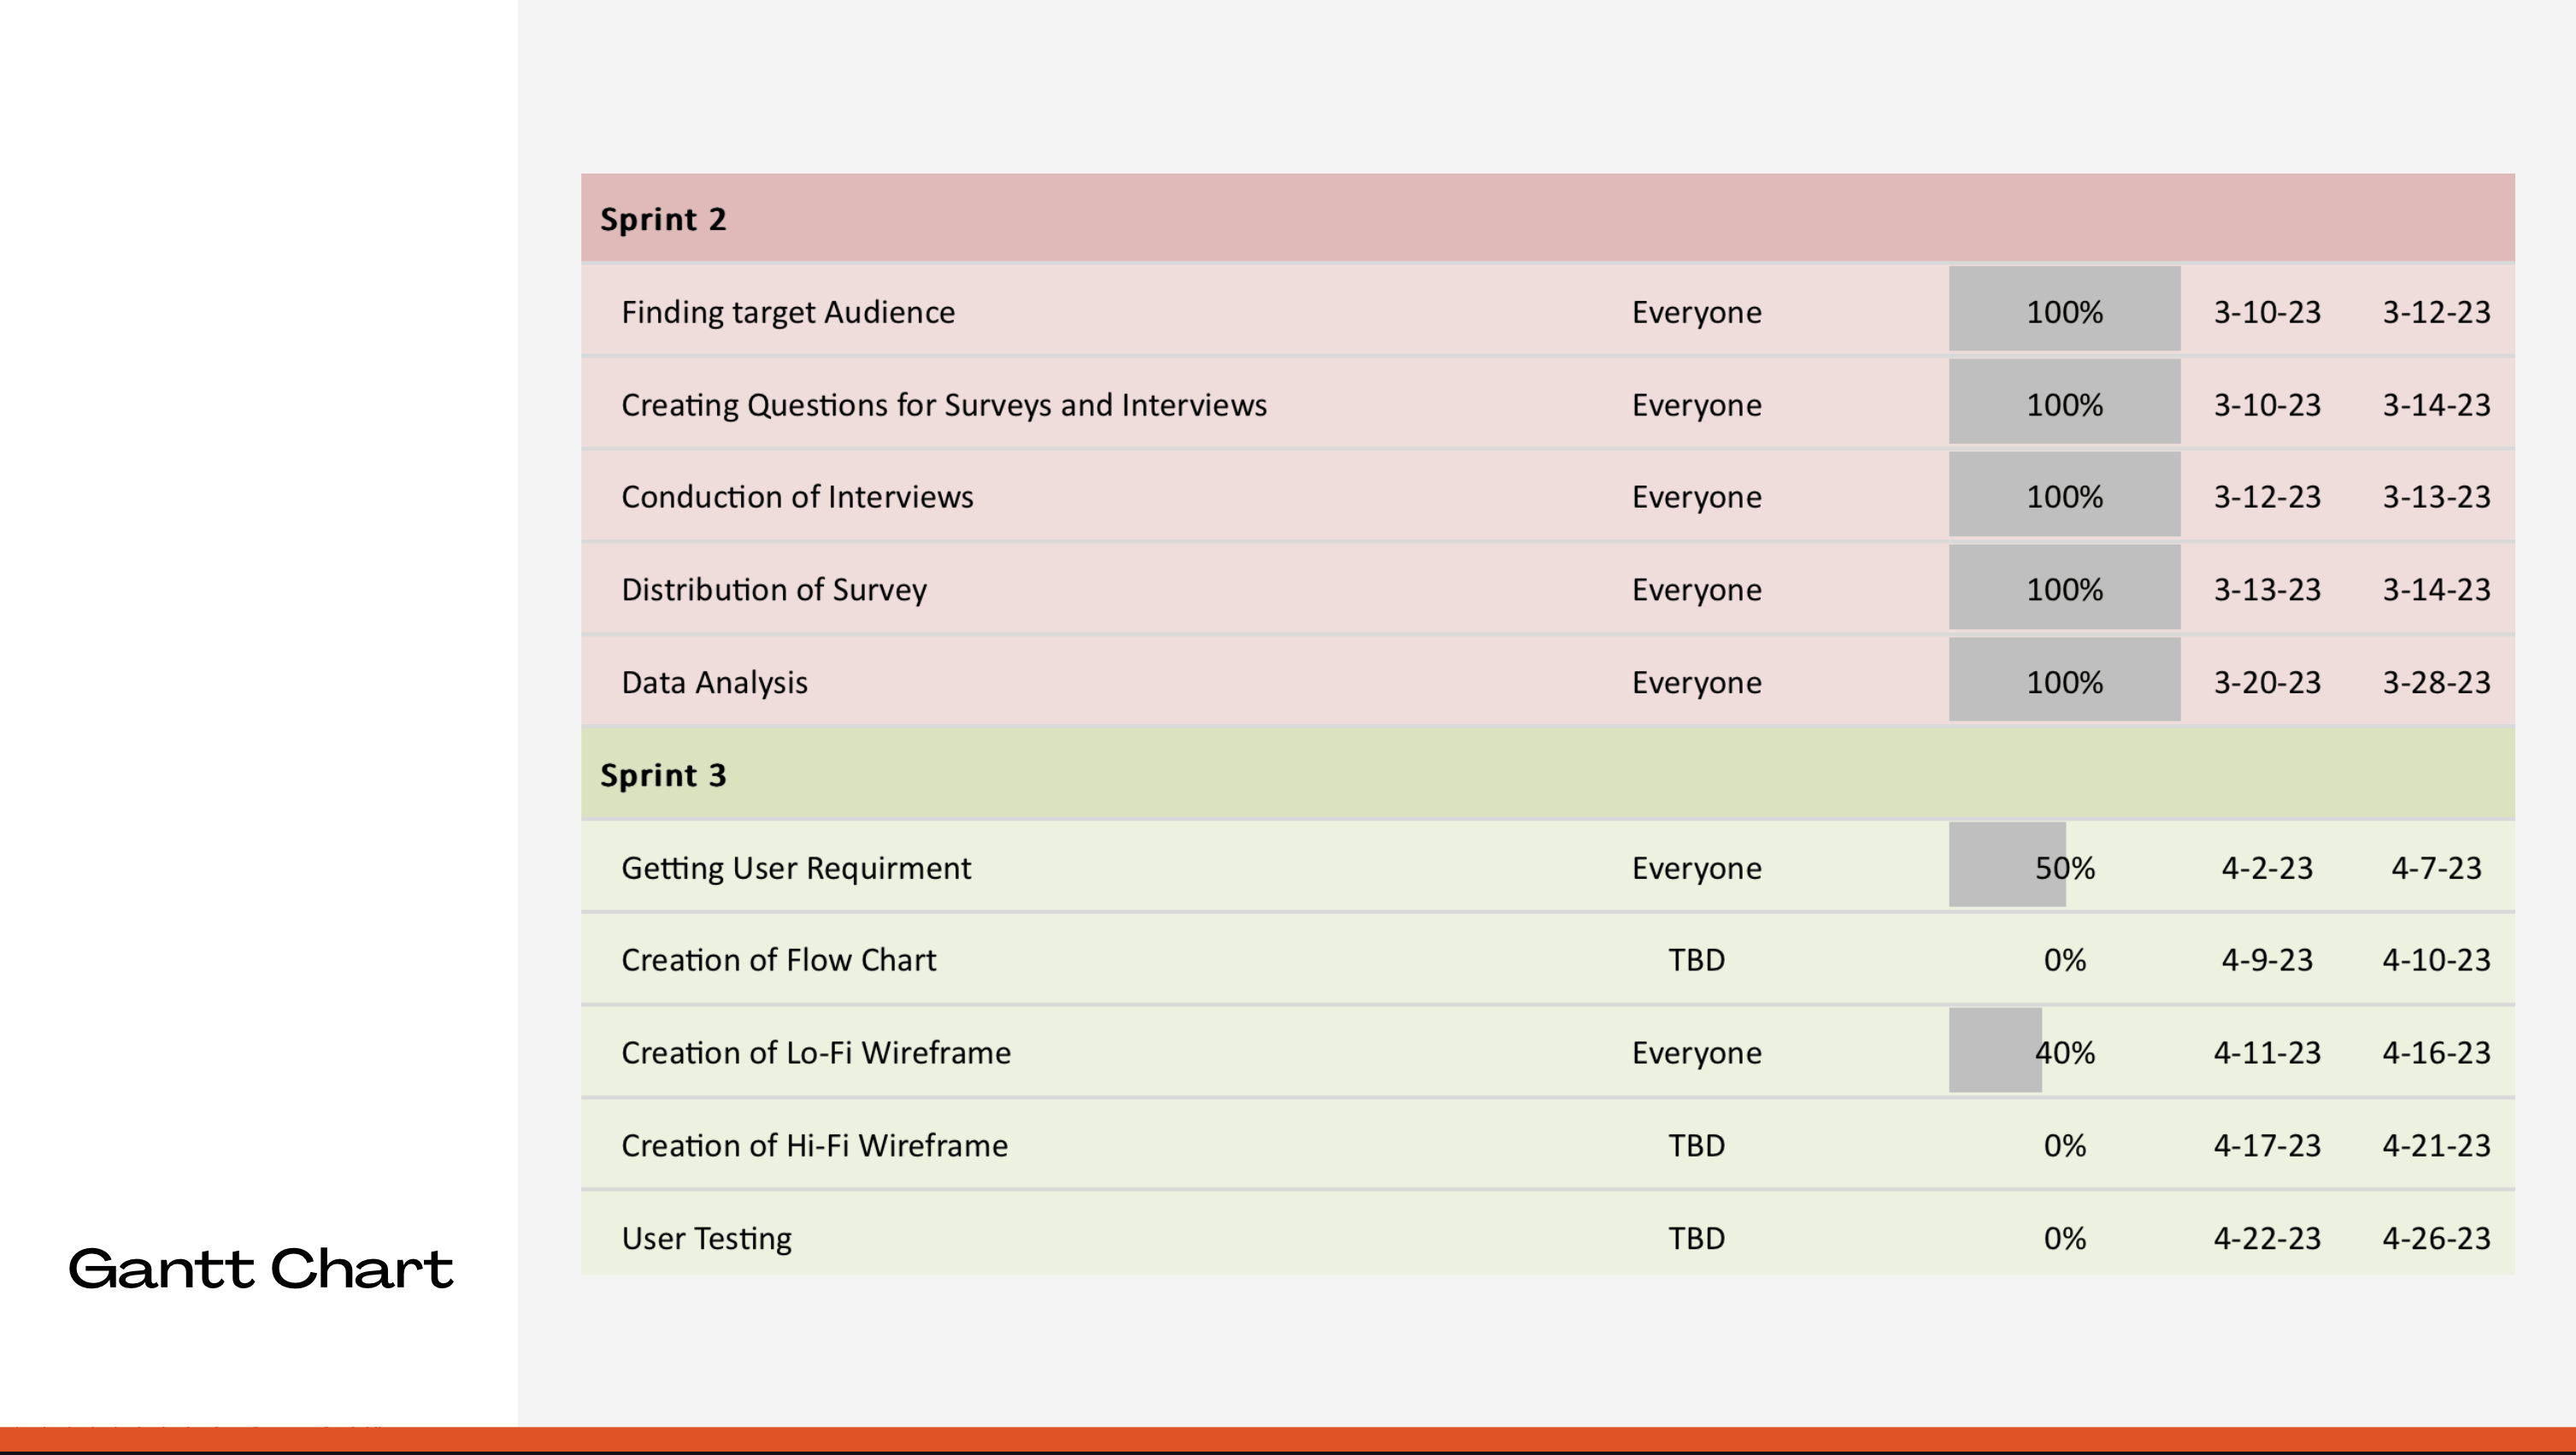 Sprint 2
Finding target Audience Everyone 100% 3-10-23 3-12-23
Creating Questions for Surveys and Interviews Everyone 100% 3-10-23 3-14-23
Conduction of Interviews Everyone 100% 3-12-23 3-13-23
Distribution of Survey Everyone 100% 3-13-23 3-14-23
Data Analysis Everyone 100% 3-20-23 3-28-23
Sprint 3
Getting User Requirment Everyone 50% 4-2-23 4-7-23
Creation of Flow Chart TBD 0% 4-9-23 4-10-23
Creation of Lo-Fi Wireframe Everyone 40% 4-11-23 4-16-23
Creation of Hi-Fi Wireframe TBD 0% 4-17-23 4-21-23
User Testing TBD 0% 4-22-23 4-26-23
Gantt Chart